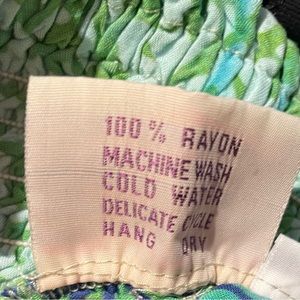 100% RAYON
MACHINE WASH
COLD WATER
DELICATE CYCLE
HANG DRY